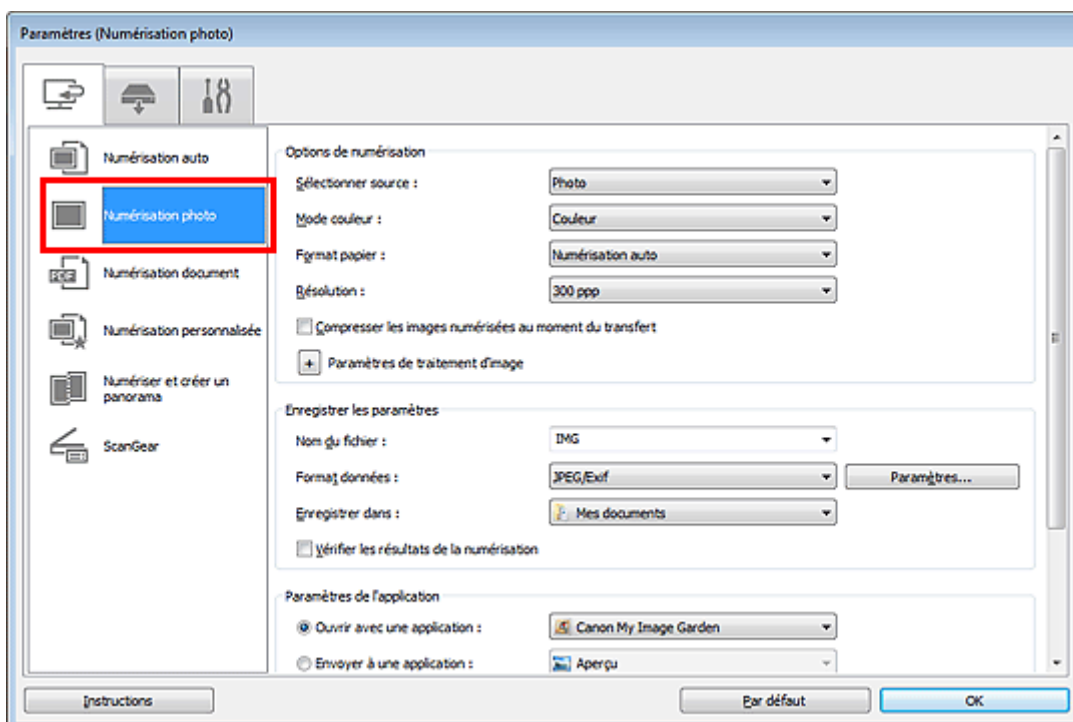 Paramètres (Numérisation photo)
Numérisation auto
Numérisation photo
PDF
Numérisation document
Numérisation personnalisée
Numériser et créer un
panorama
ScanGear
Options de numérisation
Sélectionner source :
Photo
Mode couleur :
Couleur
Format papier :
Numérisation auto
Résolution :
300 ppp
Compresser les images numérisées au moment du transfert
+ Paramètres de traitement d'image
Enregistrer les paramètres
Nom du fichier :
IMG
Format données :
JPEG/Exif
Paramètres...
Enregistrer dans :
Mes documents
Vérifier les résultats de la numérisation
Paramètres de l'application
Ouvrir avec une application :
Canon My Image Garden
Envoyer à une application :
Aperçu
Instructions
Par défaut
OK